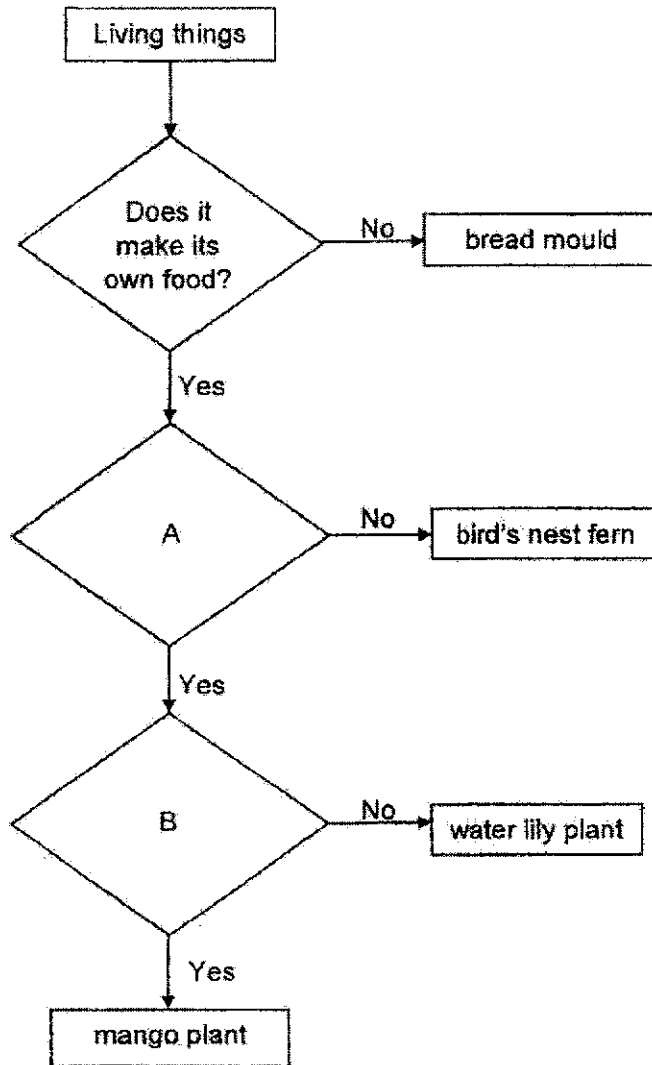 Living things
Does it
make its
own food?
No
bread mould
Yes
A
No
bird's nest fern
Yes
B
No
water lily plant
Yes
mango plant